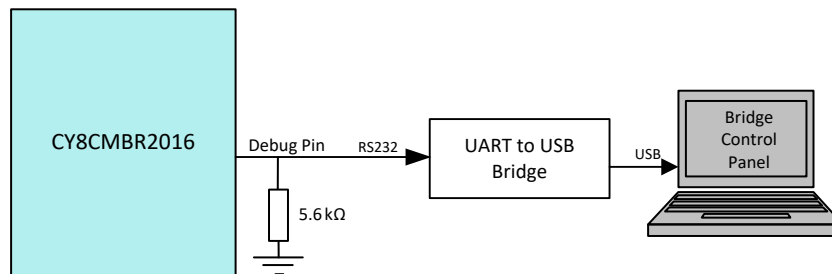 CY8CMBR2016
Debug Pin
RS232
5.6 kΩ
UART to USB
Bridge
USB
Bridge
Control
Panel